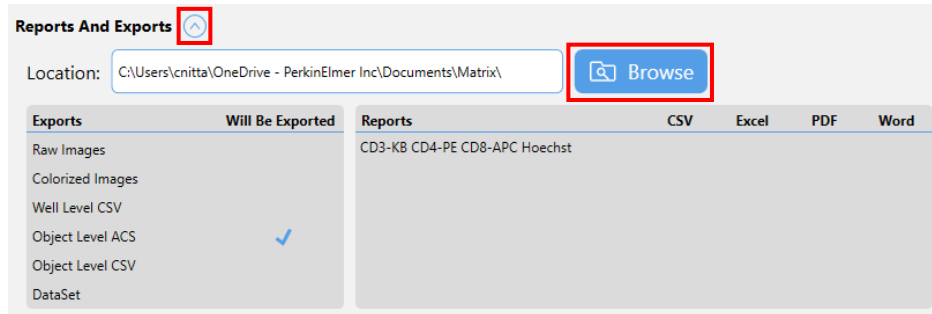 Reports And Exports
Location: C:\Users\cnitta\OneDrive - PerkinElmer Inc\Documents\Matrix\ Browse
Exports Will Be Exported Reports CSV Excel PDF Word
Raw Images CD3-KB CD4-PE CD8-APC Hoechst
Colorized Images
Well Level CSV
Object Level ACS
Object Level CSV
DataSet